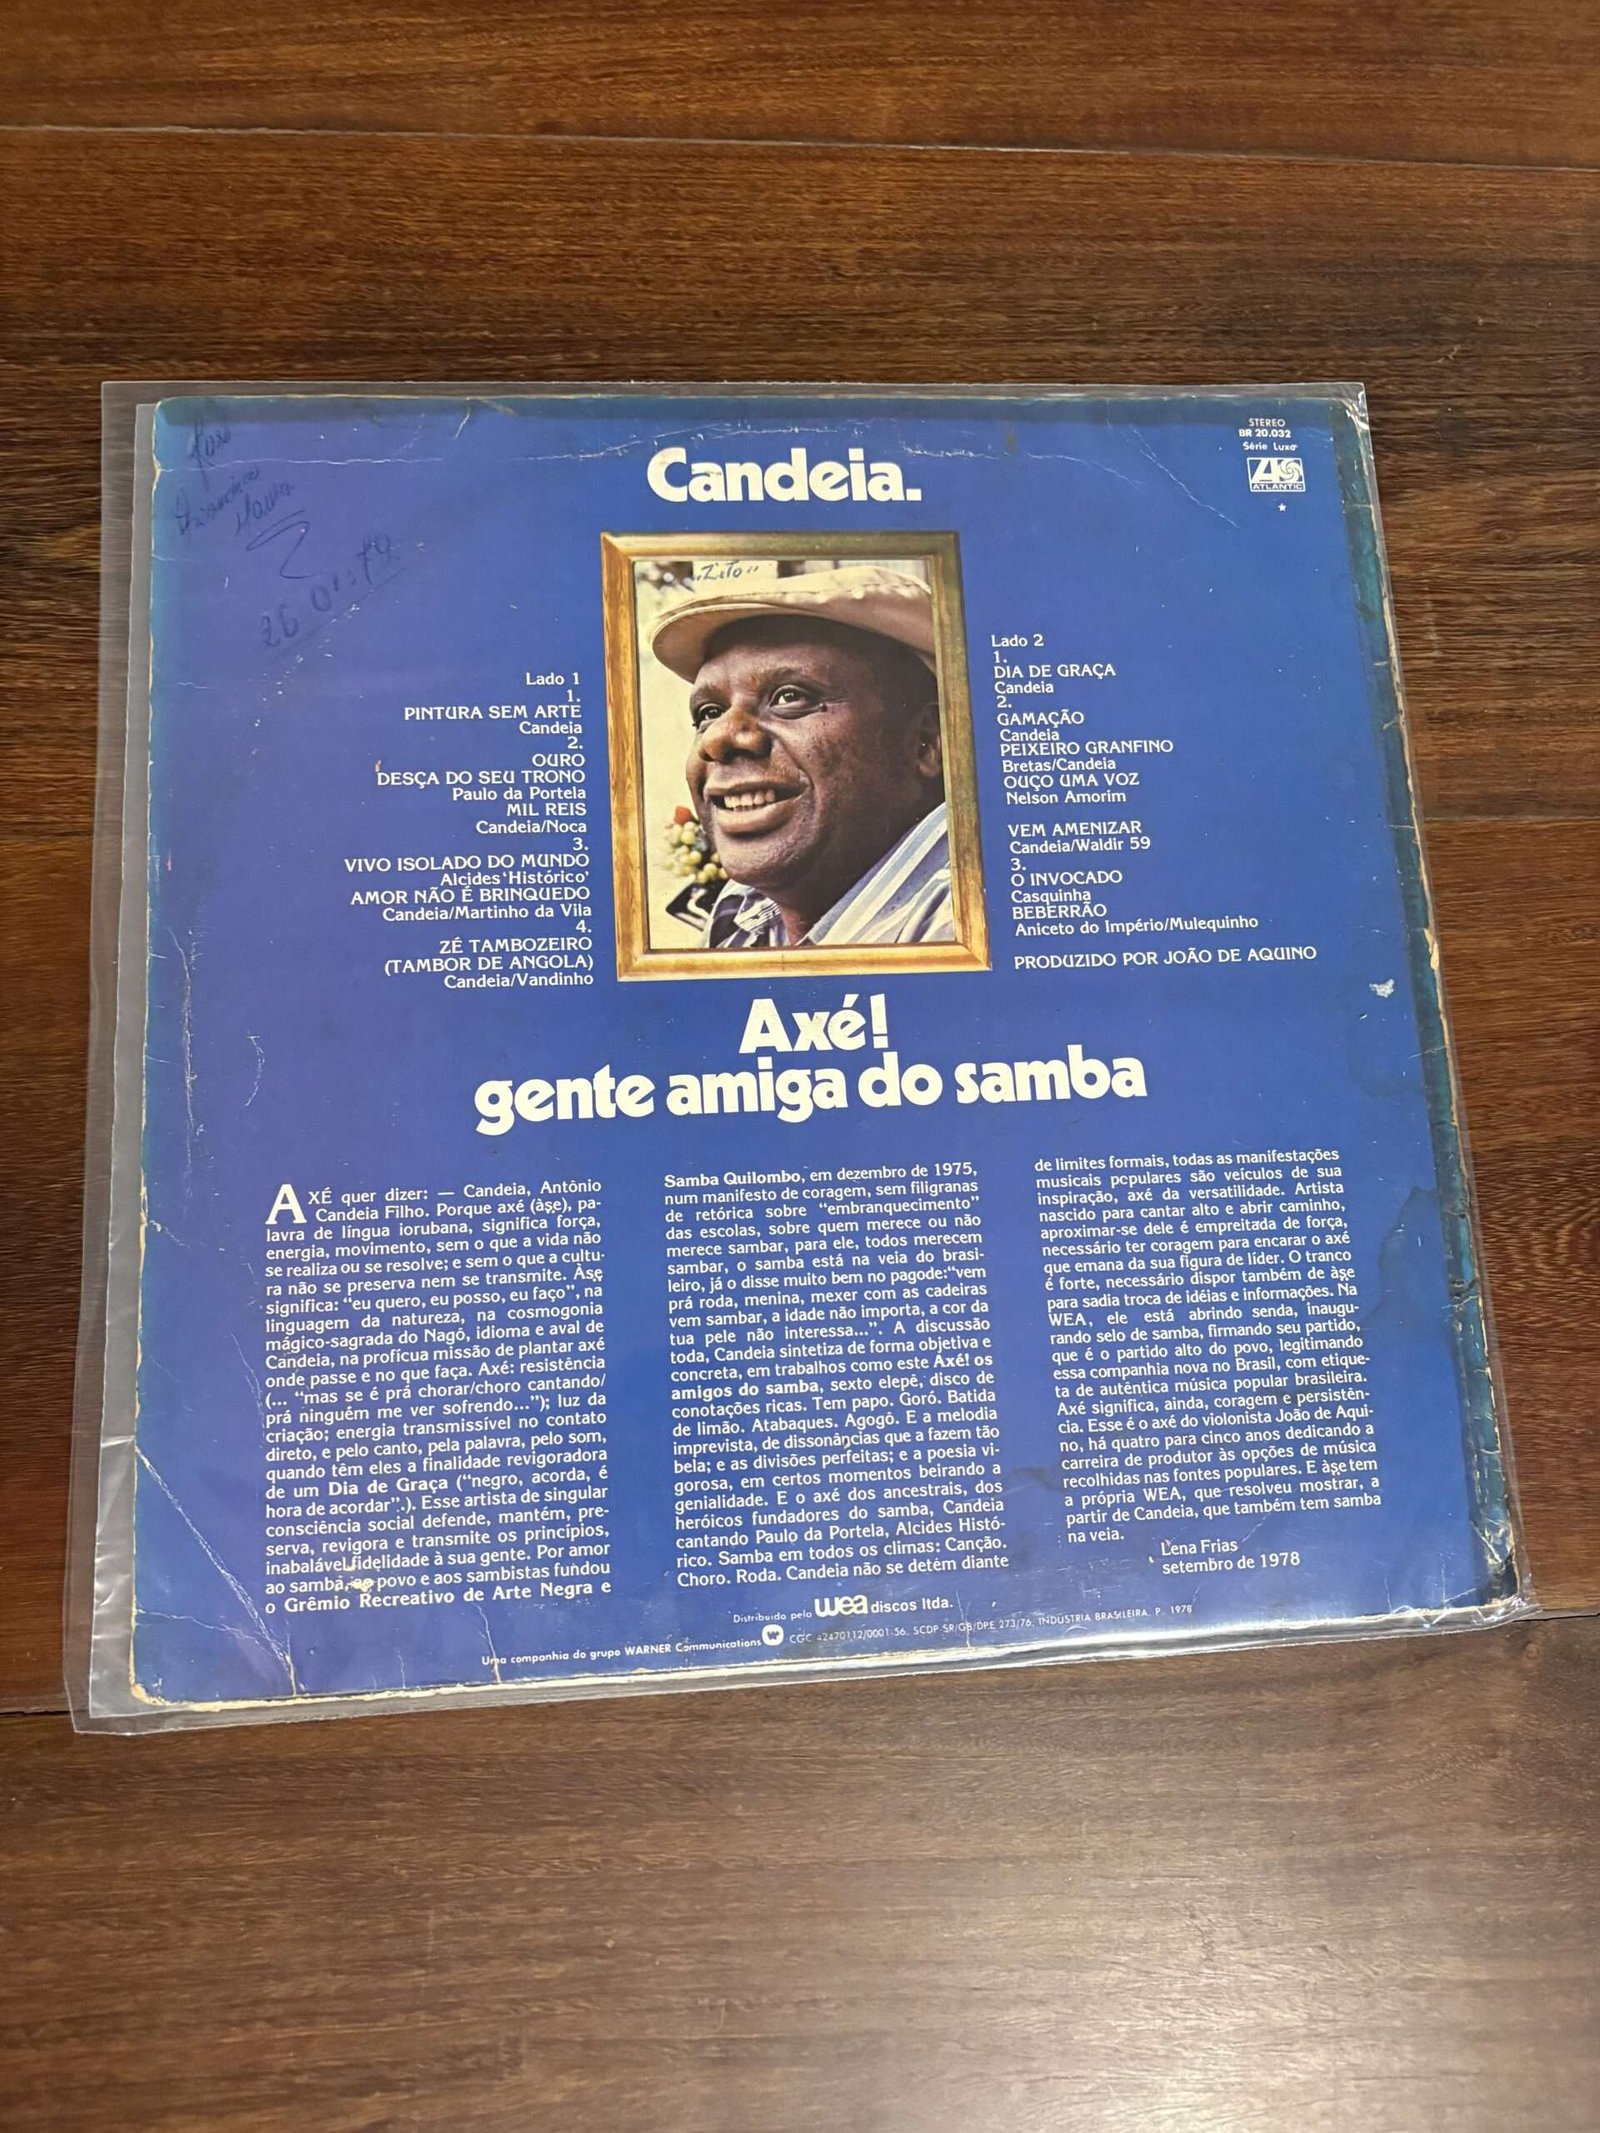 STEREO
BR 20.032
Série Luxo
ATLANTIC
Candeia.
26.01.79
"Zito"
Lado 1
1.
PINTURA SEM ARTE
Candeia
2.
OURO
DESÇA DO SEU TRONO
Paulo da Portela
MIL REIS
Candeia/Noca
3.
VIVO ISOLADO DO MUNDO
Alcides 'Histórico'
AMOR NÃO É BRINQUEDO
Candeia/Martinho da Vila
4.
ZÉ TAMBOZEIRO
(TAMBOR DE ANGOLA)
Candeia/Vandinho
Lado 2
1.
DIA DE GRAÇA
Candeia
2.
GAMAÇÃO
Candeia
PEIXEIRO GRANFINO
Bretas/Candeia
OUÇO UMA VOZ
Nelson Amorim
VEM AMENIZAR
Candeia/Waldir 59
3.
O INVOCADO
Casquinha
BEBERRÃO
Aniceto do Império/Mulequinho
PRODUZIDO POR JOÃO DE AQUINO
Axé!
gente amiga do samba
AXÉ quer dizer: — Candeia, Antônio
Candeia Filho. Porque axé (àṣe), pa-
lavra de língua iorubana, significa força,
energia, movimento, sem o que a vida não
se realiza ou se resolve; e sem o que a cultu-
ra não se preserva nem se transmite. Àṣe
significa: "eu quero, eu posso, eu faço", na
linguagem da natureza, na cosmogonia
mágico-sagrada do Nagó, idioma e aval de
Candeia, na profícua missão de plantar axé
onde passe e no que faça. Axé: resistência
(... "mas se é prá chorar/choro cantando/
prá ninguêm me ver sofrendo..."); luz da
criação; energia transmissível no contato
direto, e pelo canto, pela palavra, pelo som,
quando têm eles a finalidade revigoradora
de um Dia de Graça ("negro, acorda, é
hora de acordar"..). Esse artista de singular
consciência social defende, mantém, pre-
serva, revigora e transmite os princípios,
inabalável fidelidade à sua gente. Por amor
ao samba, ao povo e aos sambistas fundou
o Grêmio Recreativo de Arte Negra e
Samba Quilombo, em dezembro de 1975,
num manifesto de coragem, sem filigranas
de retórica sobre "embranquecimento"
das escolas, sobre quem merece ou não
merece sambar, para ele, todos merecem
sambar, o samba está na veia do brasi-
leiro, já o disse muito bem no pagode:"vem
prá roda, menina, mexer com as cadeiras
vem sambar, a idade não importa, a cor da
tua pele não interessa...". A discussão
toda, Candeia sintetiza de forma objetiva e
concreta, em trabalhos como este Axé! os
amigos do samba, sexto elepê, disco de
conotações ricas. Tem papo. Goró. Batida
de limão. Atabaques. Agogô. E a melodia
imprevista, de dissonâncias que a fazem tão
bela; e as divisões perfeitas; e a poesia vi-
gorosa, em certos momentos beirando a
genialidade. E o axé dos ancestrais, dos
heróicos fundadores do samba, Candeia
cantando Paulo da Portela, Alcides Histó-
rico. Samba em todos os climas: Canção.
Choro. Roda. Candeia não se detém diante
de limites formais, todas as manifestações
musicais populares são veículos de sua
inspiração, axé da versatilidade. Artista
nascido para cantar alto e abrir caminho,
aproximar-se dele é empreitada de força,
necessário ter coragem para encarar o axé
que emana da sua figura de líder. O tranco
é forte, necessário dispor também de àṣe
para sadia troca de idéias e informações. Na
WEA, ele está abrindo senda, inaugu-
rando selo de samba, firmando seu partido,
que é o partido alto do povo, legitimando
essa companhia nova no Brasil, com etique-
ta de autêntica música popular brasileira.
Axé significa, ainda, coragem e persistên-
cia. Esse é o axé do violonista João de Aqui-
no, há quatro para cinco anos dedicando a
carreira de produtor às opções de música
recolhidas nas fontes populares. E àṣe tem
a própria WEA, que resolveu mostrar, a
partir de Candeia, que também tem samba
na veia.
Lena Frias
setembro de 1978
Distribuido pela wea discos ltda.
Uma companhia do grupo WARNER Communications CGC 42470112/0001-56. SCDP SR/GB/DPE 273/76. INDUSTRIA BRASILEIRA. P. 1978